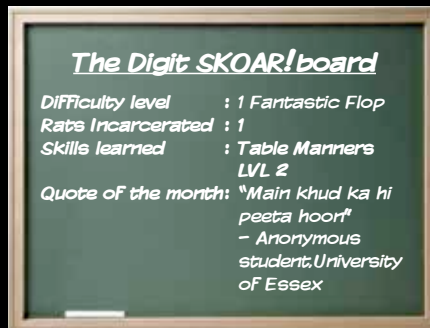 The Digit SKOAR! board
Difficulty level : 1 Fantastic Flop
Rats Incarcerated : 1
Skills learned : Table Manners
LVL 2
Quote of the month: "Main khud ka hi
peeta hoon"
- Anonymous
student,University
of Essex